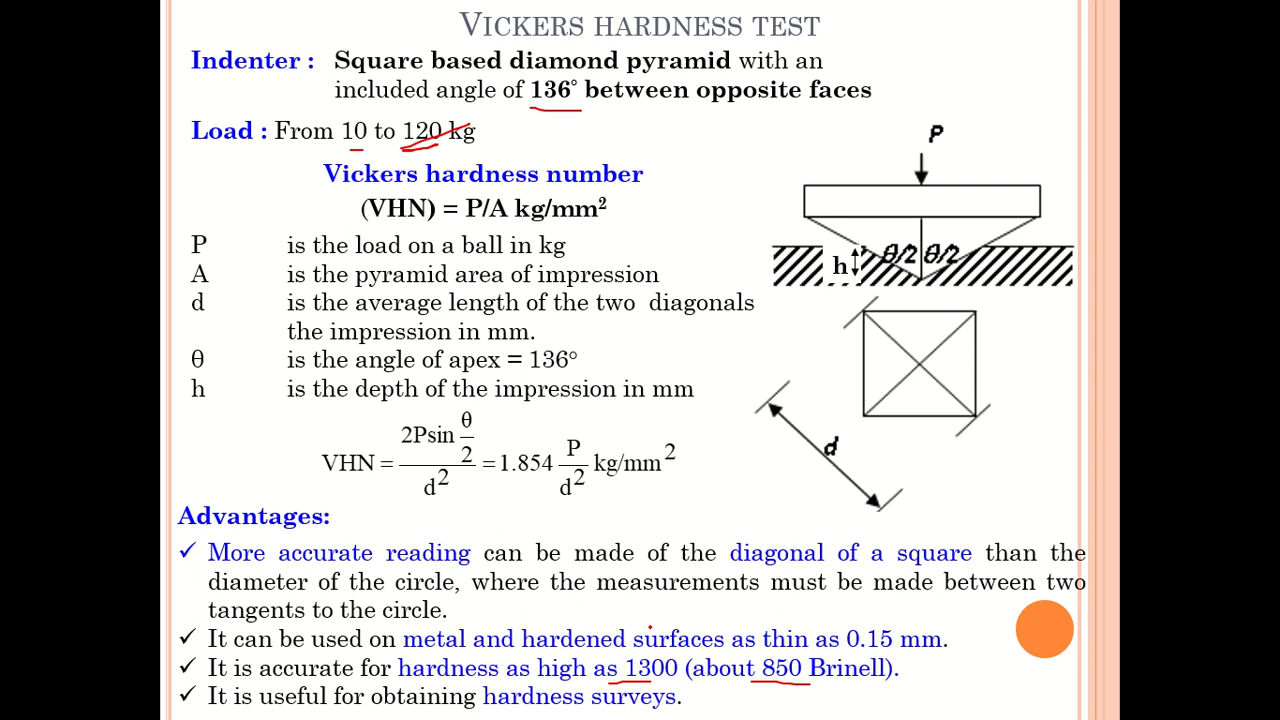 VICKERS HARDNESS TEST
Indenter : Square based diamond pyramid with an
included angle of 136° between opposite faces
Load : From 10 to 120 kg
Vickers hardness number
(VHN) = P/A kg/mm²
P is the load on a ball in kg
A is the pyramid area of impression
d is the average length of the two diagonals
the impression in mm.
θ is the angle of apex = 136°
h is the depth of the impression in mm
VHN = 2Psin θ/2 / d² = 1.854 P/d² kg/mm²
P
θ/2 θ/2
h
d
Advantages:
✓ More accurate reading can be made of the diagonal of a square than the
diameter of the circle, where the measurements must be made between two
tangents to the circle.
✓ It can be used on metal and hardened surfaces as thin as 0.15 mm.
✓ It is accurate for hardness as high as 1300 (about 850 Brinell).
✓ It is useful for obtaining hardness surveys.